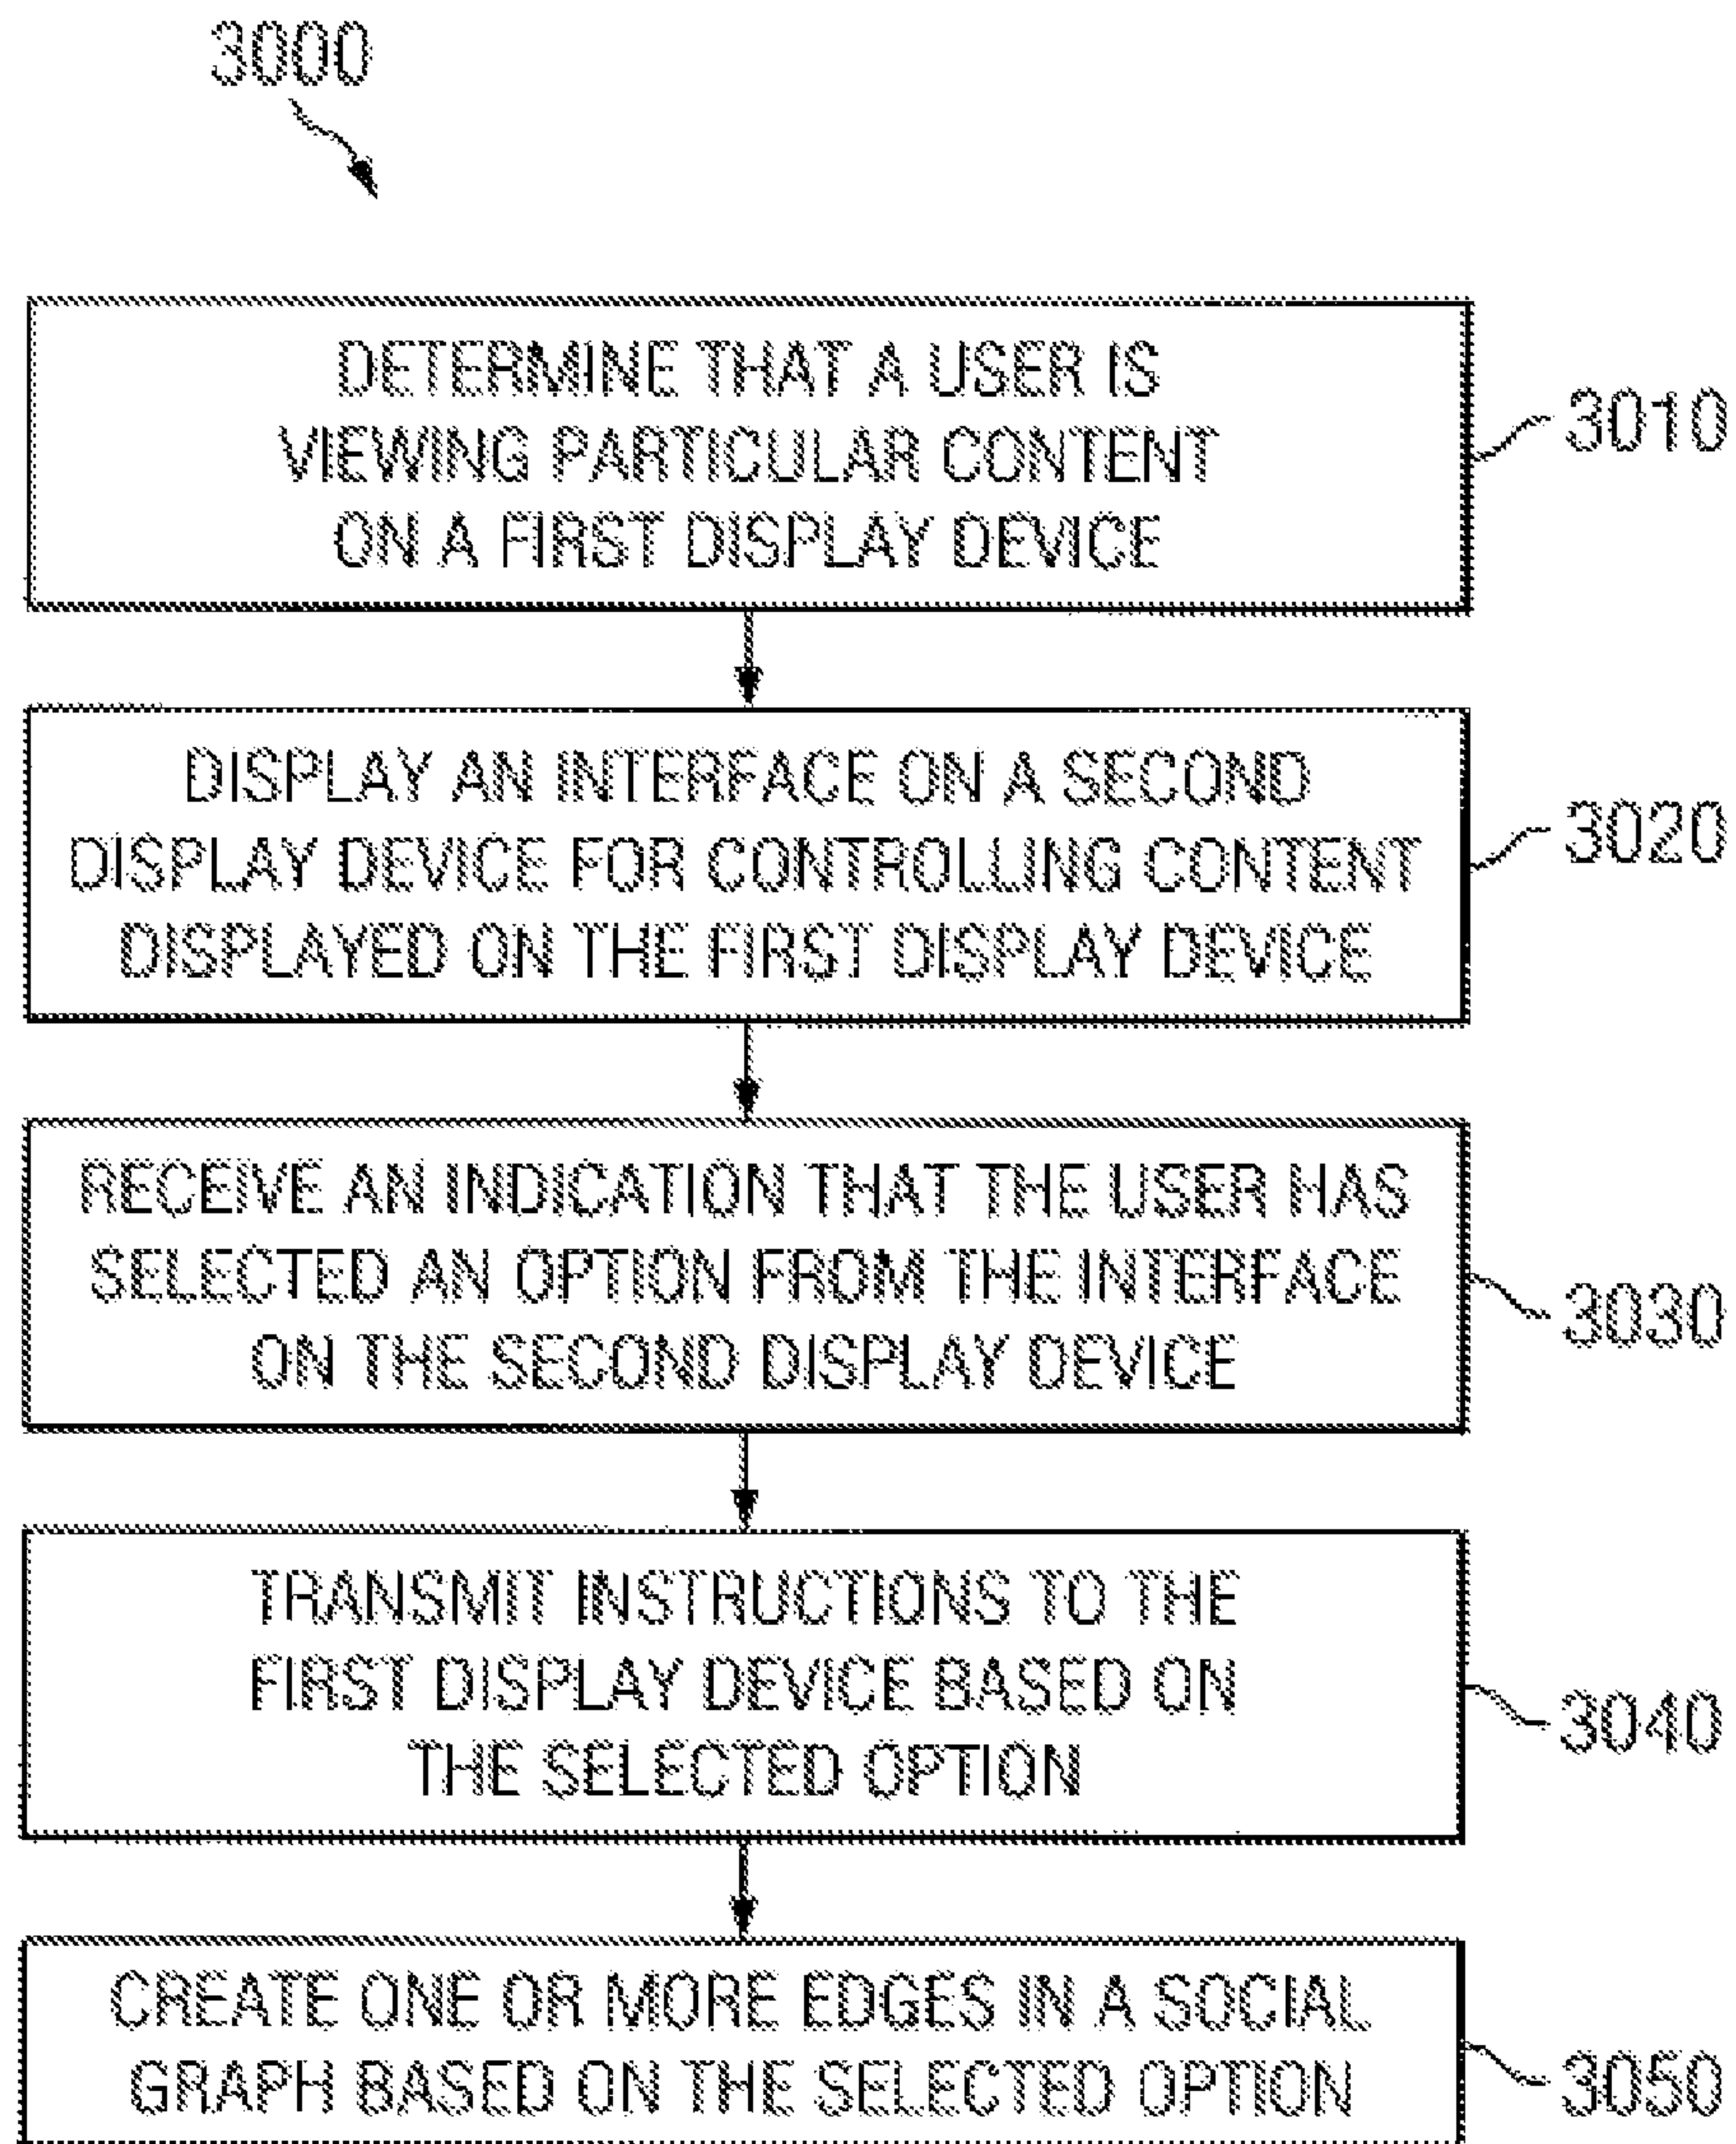 3000
DETERMINE THAT A USER IS
VIEWING PARTICULAR CONTENT
ON A FIRST DISPLAY DEVICE
3010
DISPLAY AN INTERFACE ON A SECOND
DISPLAY DEVICE FOR CONTROLLING CONTENT
DISPLAYED ON THE FIRST DISPLAY DEVICE
3020
RECEIVE AN INDICATION THAT THE USER HAS
SELECTED AN OPTION FROM THE INTERFACE
ON THE SECOND DISPLAY DEVICE
3030
TRANSMIT INSTRUCTIONS TO THE
FIRST DISPLAY DEVICE BASED ON
THE SELECTED OPTION
3040
CREATE ONE OR MORE EDGES IN A SOCIAL
GRAPH BASED ON THE SELECTED OPTION
3050